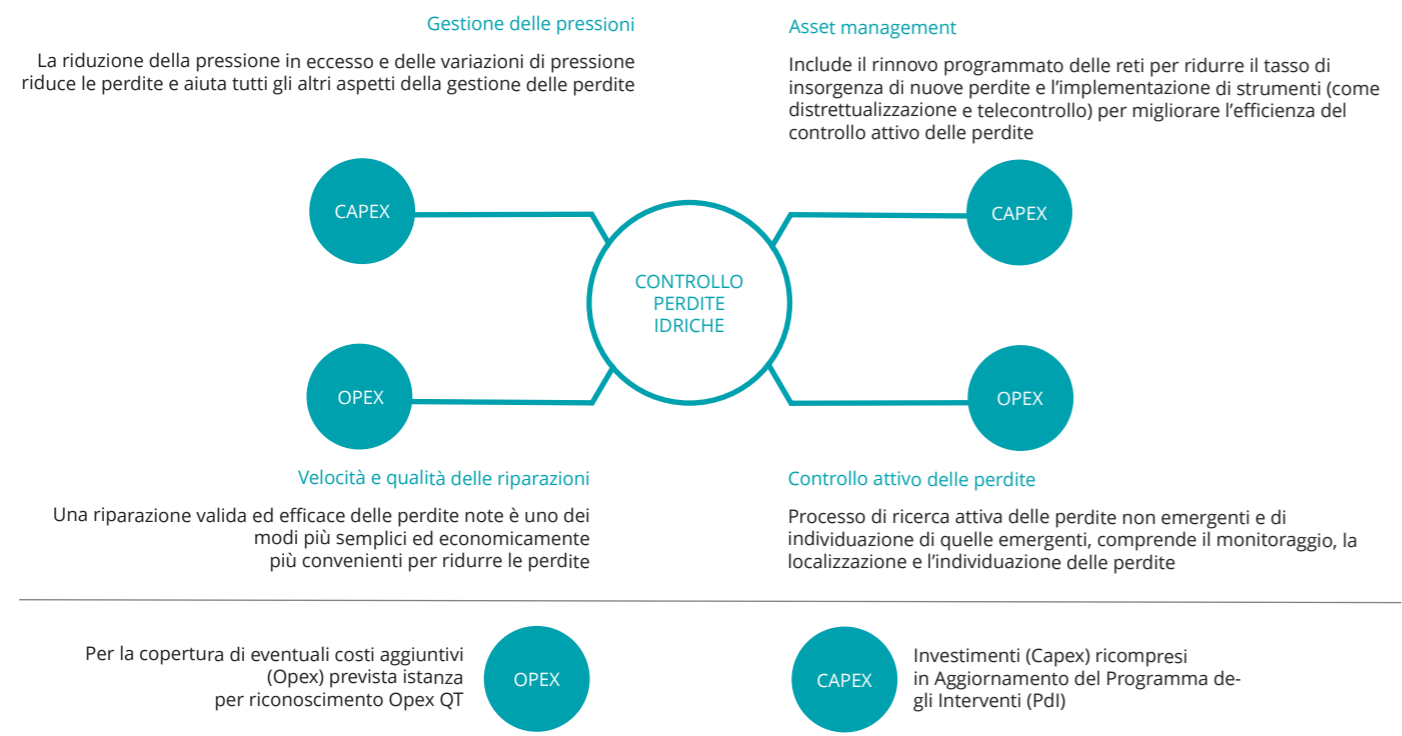 Gestione delle pressioni
La riduzione della pressione in eccesso e delle variazioni di pressione
riduce le perdite e aiuta tutti gli altri aspetti della gestione delle perdite
Asset management
Include il rinnovo programmato delle reti per ridurre il tasso di
insorgenza di nuove perdite e l’implementazione di strumenti (come
distrettualizzazione e telecontrollo) per migliorare l’efficienza del
controllo attivo delle perdite
CAPEX
CAPEX
CONTROLLO
PERDITE
IDRICHE
OPEX
OPEX
Velocità e qualità delle riparazioni
Una riparazione valida ed efficace delle perdite note è uno dei
modi più semplici ed economicamente
più convenienti per ridurre le perdite
Controllo attivo delle perdite
Processo di ricerca attiva delle perdite non emergenti e di
individuazione di quelle emergenti, comprende il monitoraggio, la
localizzazione e l’individuazione delle perdite
Per la copertura di eventuali costi aggiuntivi
(Opex) prevista istanza
per riconoscimento Opex QT
OPEX
CAPEX
Investimenti (Capex) ricompresi
in Aggiornamento del Programma de-
gli Interventi (PdI)